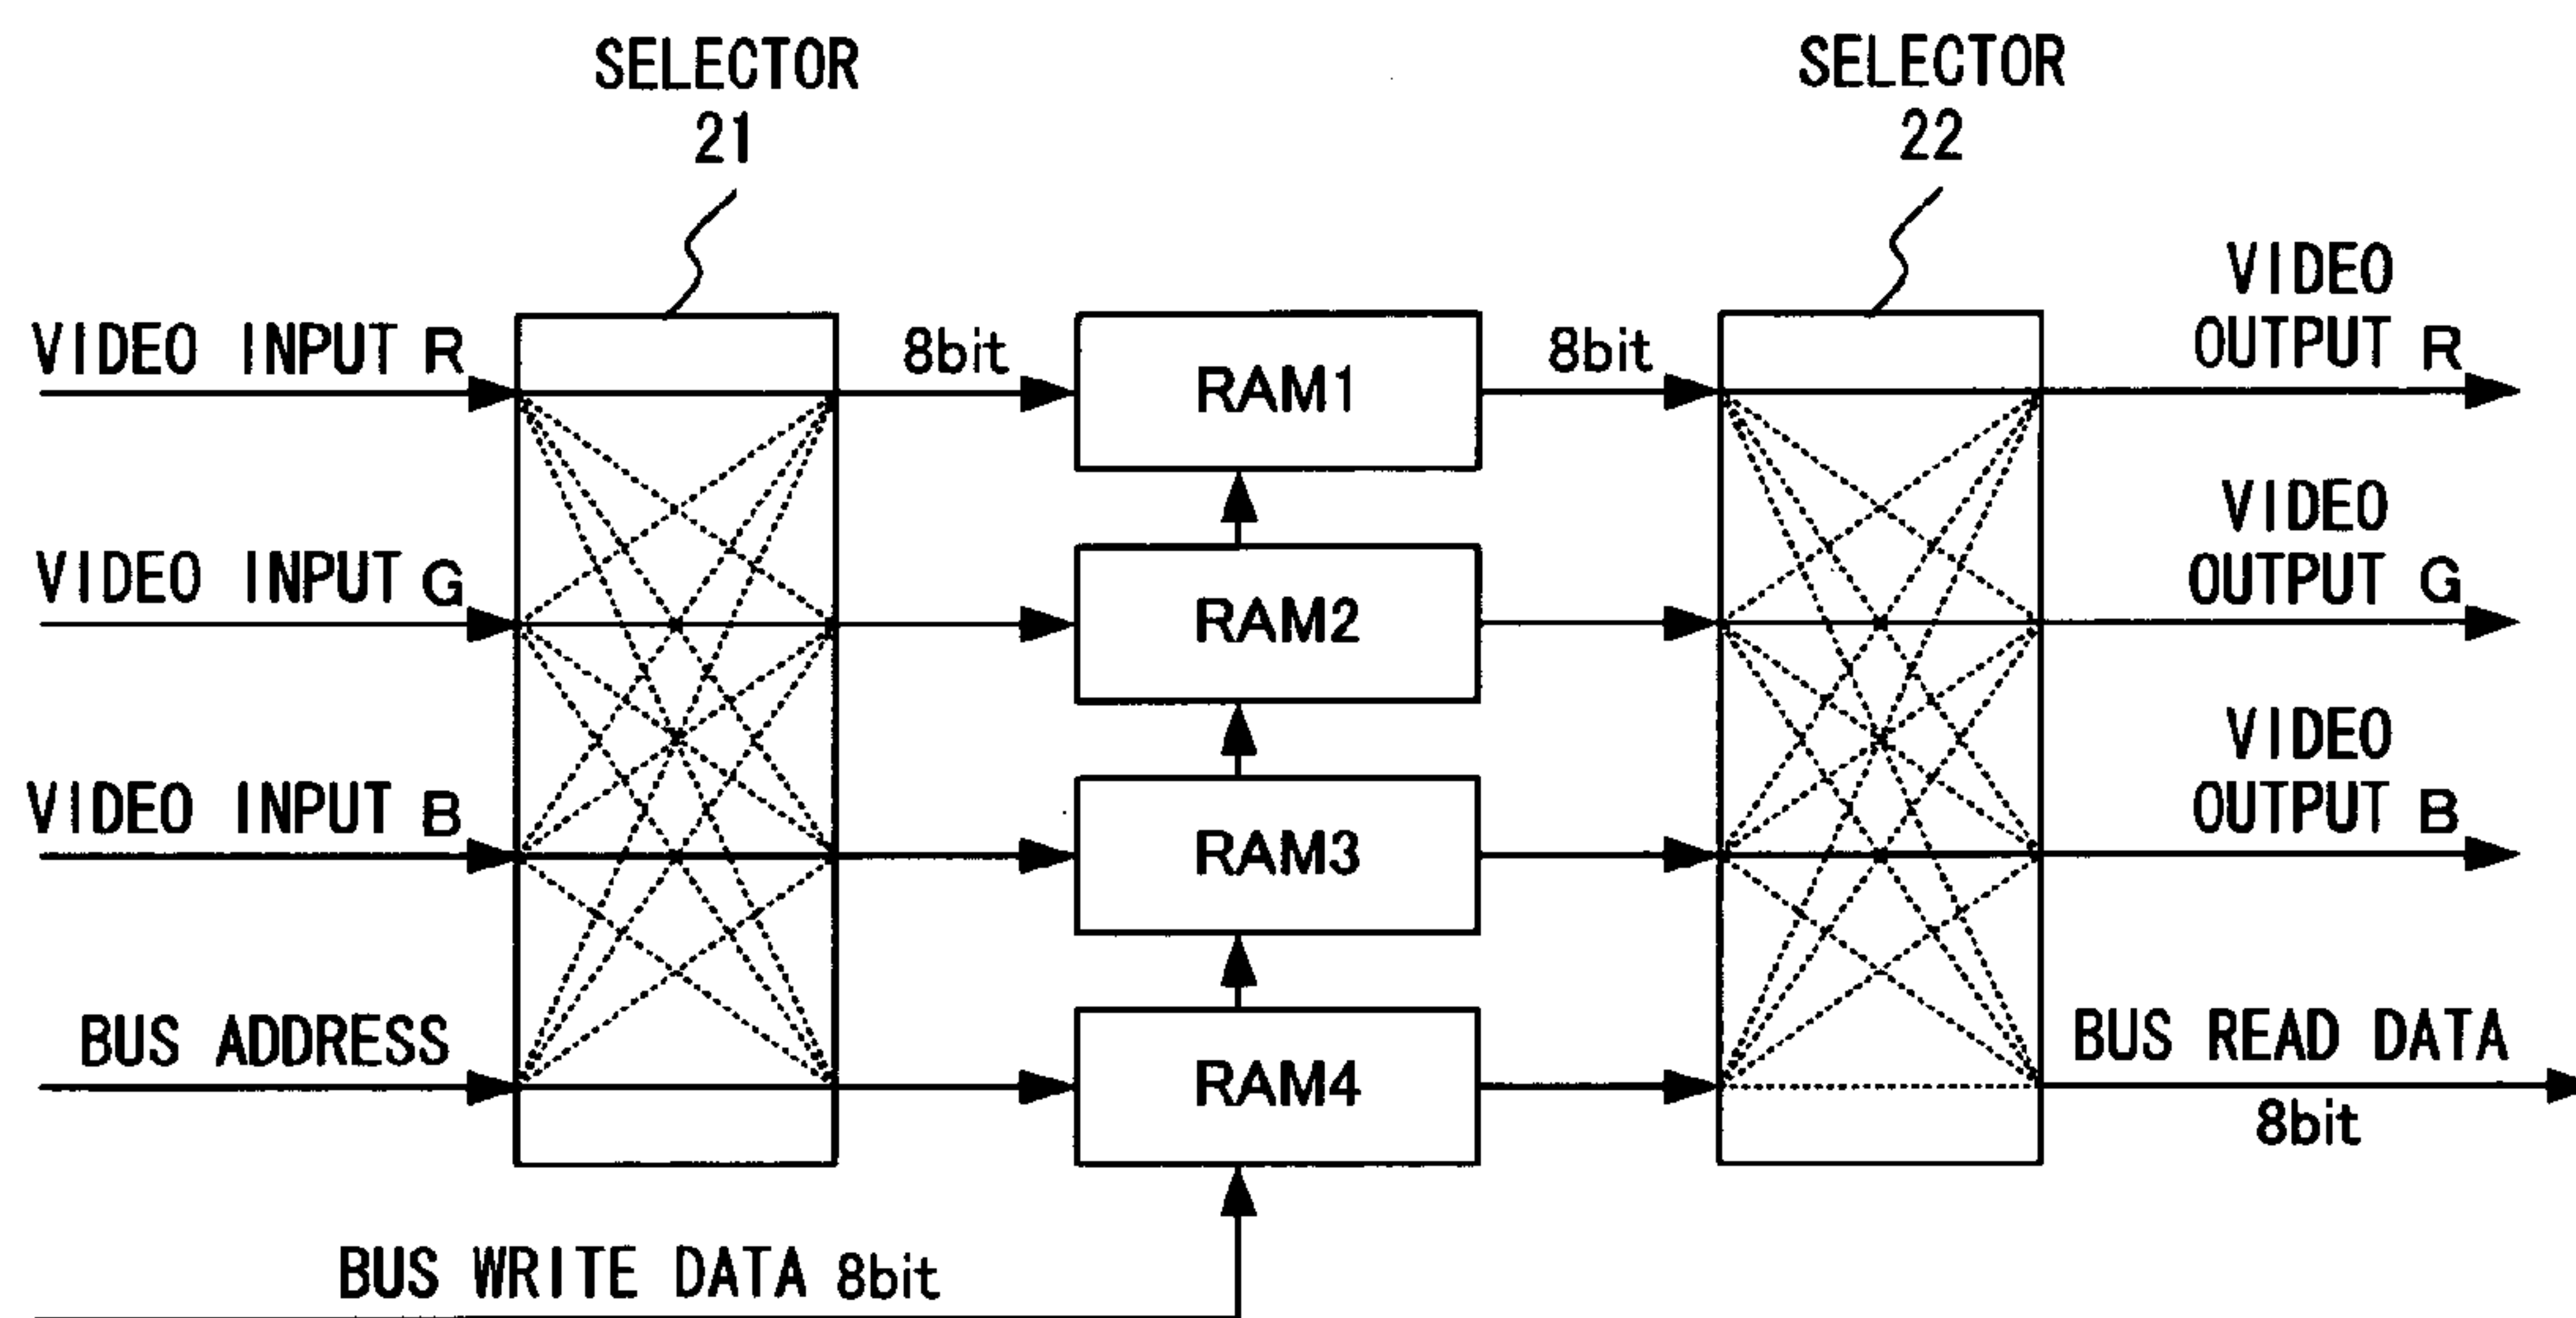 SELECTOR
21
SELECTOR
22
VIDEO INPUT R
8bit
RAM1
8bit
VIDEO
OUTPUT R
VIDEO INPUT G
RAM2
VIDEO
OUTPUT G
VIDEO INPUT B
RAM3
VIDEO
OUTPUT B
BUS ADDRESS
RAM4
BUS READ DATA
8bit
BUS WRITE DATA 8bit